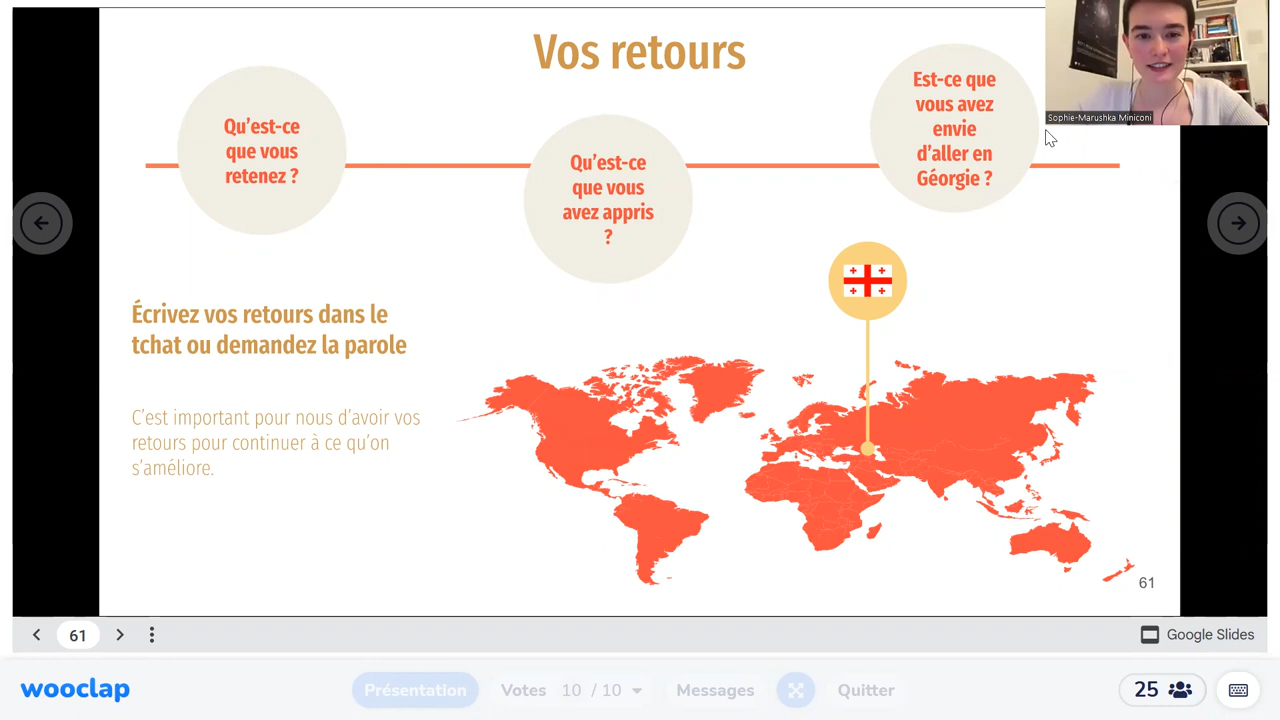 Vos retours
Qu'est-ce
que vous
retenez ?
Qu'est-ce
que vous
avez appris
?
Est-ce que
vous avez
envie
d'aller en
Géorgie ?
Sophie-Marushka Miniconi
Écrivez vos retours dans le
tchat ou demandez la parole
C'est important pour nous d'avoir vos
retours pour continuer à ce qu'on
s'améliore.
61
61
Google Slides
wooclap
Présentation
Votes 10 / 10
Messages
Quitter
25